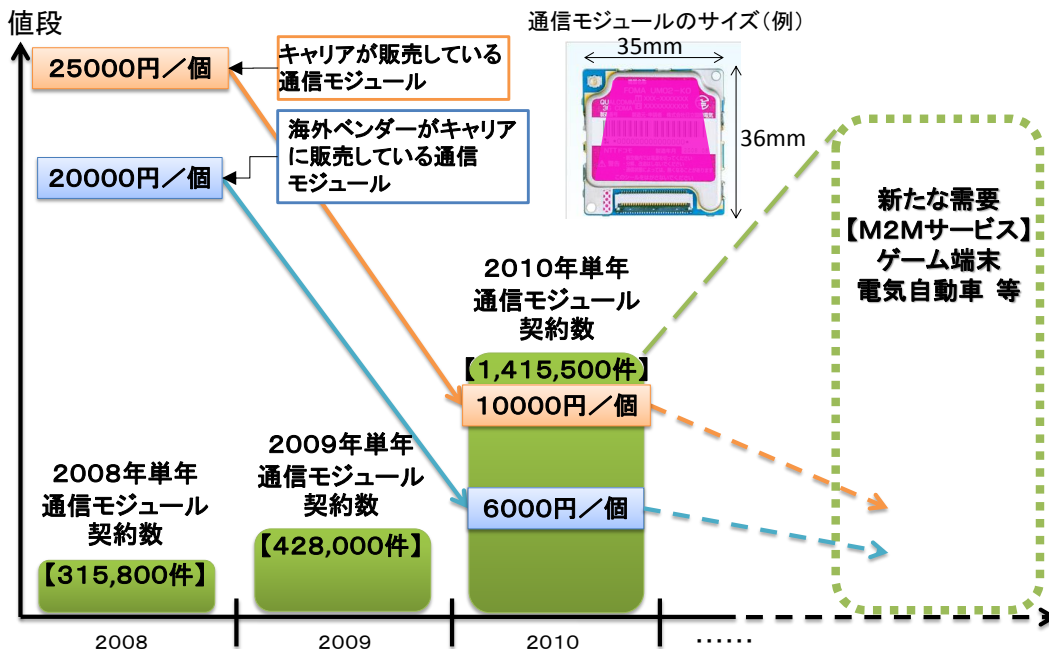 値段
通信モジュールのサイズ（例）
35mm
36mm
FOMA UM02-KO
25000円／個
キャリアが販売している
通信モジュール
20000円／個
海外ベンダーがキャリア
に販売している通信
モジュール
新たな需要
【M2Mサービス】
ゲーム端末
電気自動車 等
2010年単年
通信モジュール
契約数
【1,415,500件】
10000円／個
6000円／個
2009年単年
通信モジュール
契約数
【428,000件】
2008年単年
通信モジュール
契約数
【315,800件】
2008
2009
2010
……